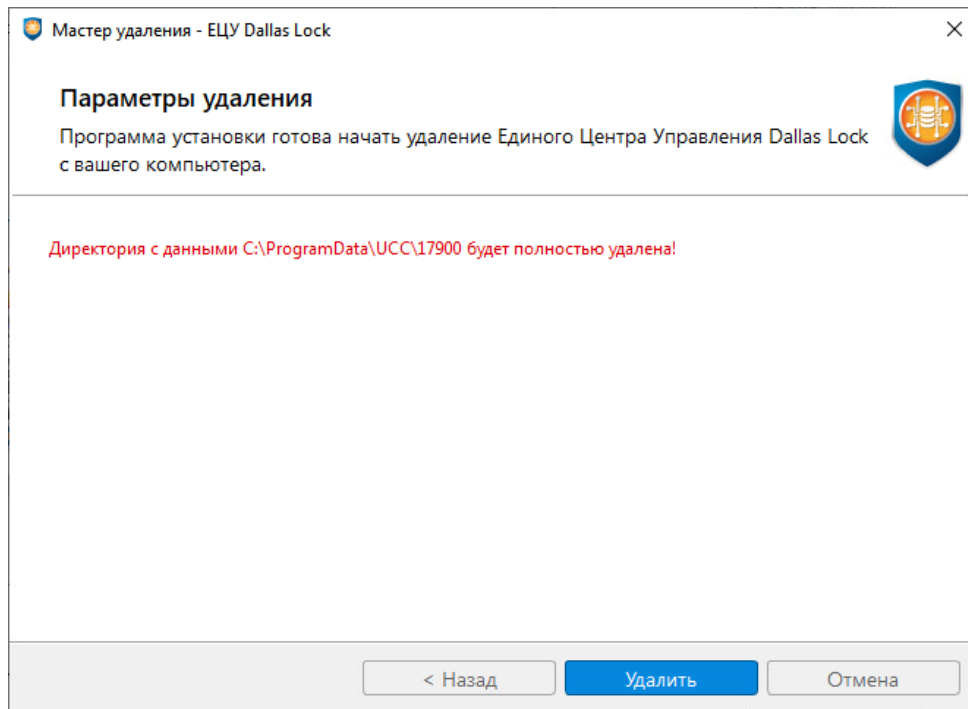 Мастер удаления - ЕЦУ Dallas Lock
Параметры удаления
Программа установки готова начать удаление Единого Центра Управления Dallas Lock
с вашего компьютера.
Директория с данными C:\ProgramData\UCC\17900 будет полностью удалена!
< Назад
Удалить
Отмена